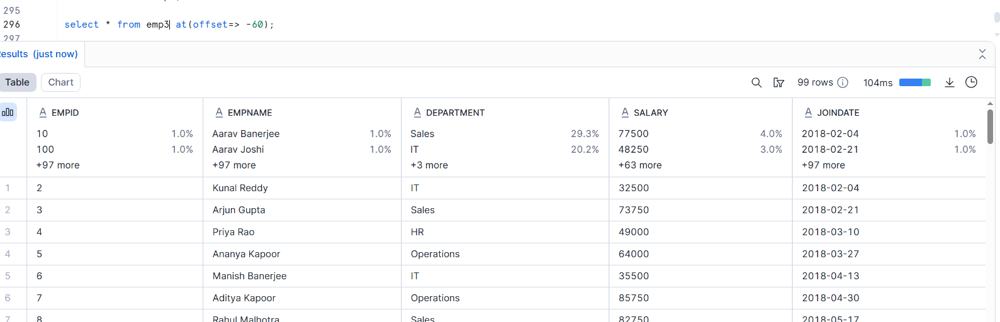 295
296 select * from emp3 at(offset=> -60);
297
Results (just now)
Table Chart 99 rows 104ms
EMPID EMPNAME DEPARTMENT SALARY JOINDATE
10 1.0% Aarav Banerjee 1.0% Sales 29.3% 77500 4.0% 2018-02-04 1.0%
100 1.0% Aarav Joshi 1.0% IT 20.2% 48250 3.0% 2018-02-21 1.0%
+97 more +97 more +3 more +63 more +97 more
1 2 Kunal Reddy IT 32500 2018-02-04
2 3 Arjun Gupta Sales 73750 2018-02-21
3 4 Priya Rao HR 49000 2018-03-10
4 5 Ananya Kapoor Operations 64000 2018-03-27
5 6 Manish Banerjee IT 35500 2018-04-13
6 7 Aditya Kapoor Operations 85750 2018-04-30
7 8 Rahul Malhotra Sales 82750 2018-05-17